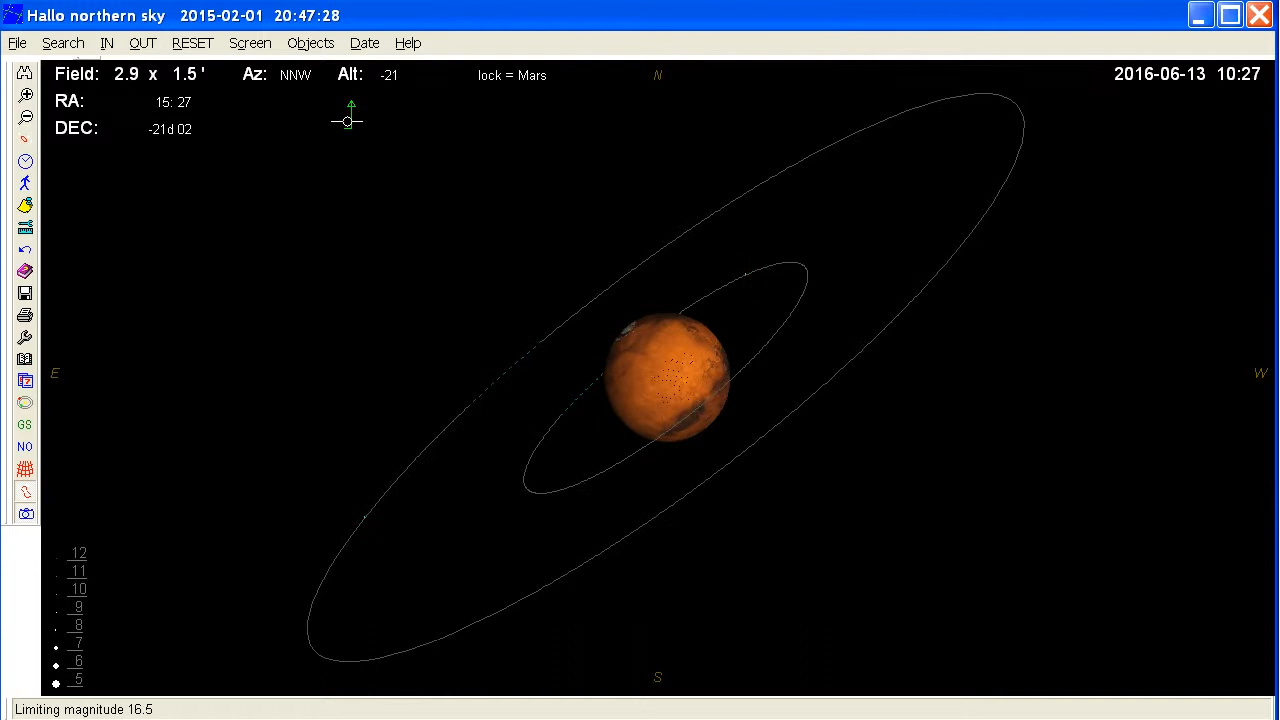 Hallo northern sky 2015-02-01 20:47:28
File Search IN OUT RESET Screen Objects Date Help
Field: 2.9 x 1.5 ' Az: NNW Alt: -21 lock = Mars N 2016-06-13 10:27
RA: 15: 27
DEC: -21d 02
E W
GS
NO
12
11
10
9
8
7
6
5
S
Limiting magnitude 16.5